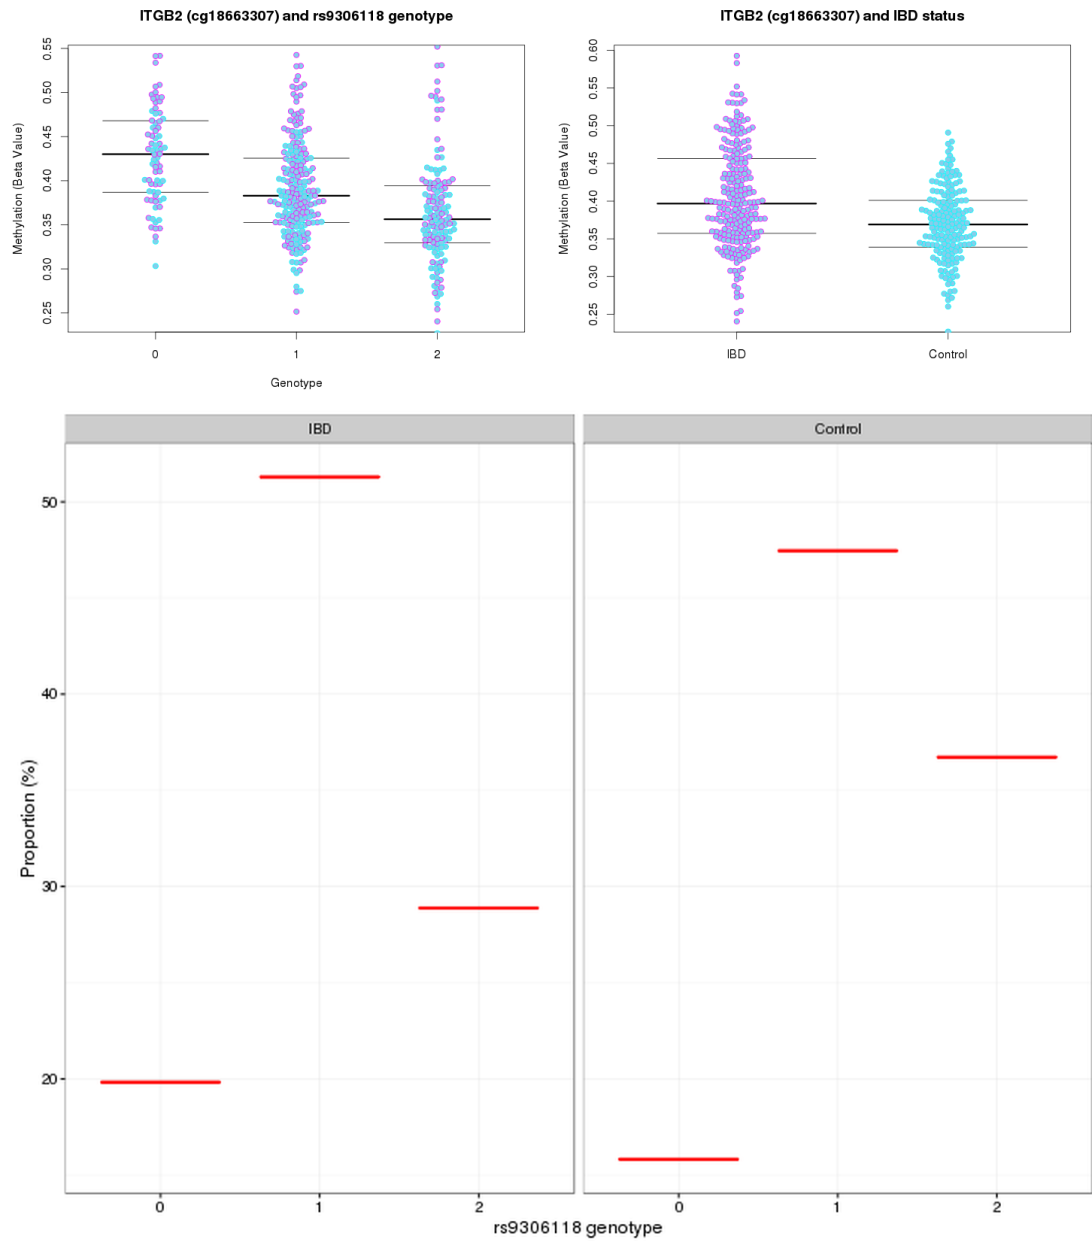 ITGB2 (cg18663307) and rs9306118 genotype
Methylation (Beta Value)
0.55
0.50
0.45
0.40
0.35
0.30
0.25
0 1 2
Genotype
ITGB2 (cg18663307) and IBD status
Methylation (Beta Value)
0.60
0.55
0.50
0.45
0.40
0.35
0.30
0.25
IBD Control
IBD Control
Proportion (%)
50
40
30
20
0 1 2 0 1 2
rs9306118 genotype